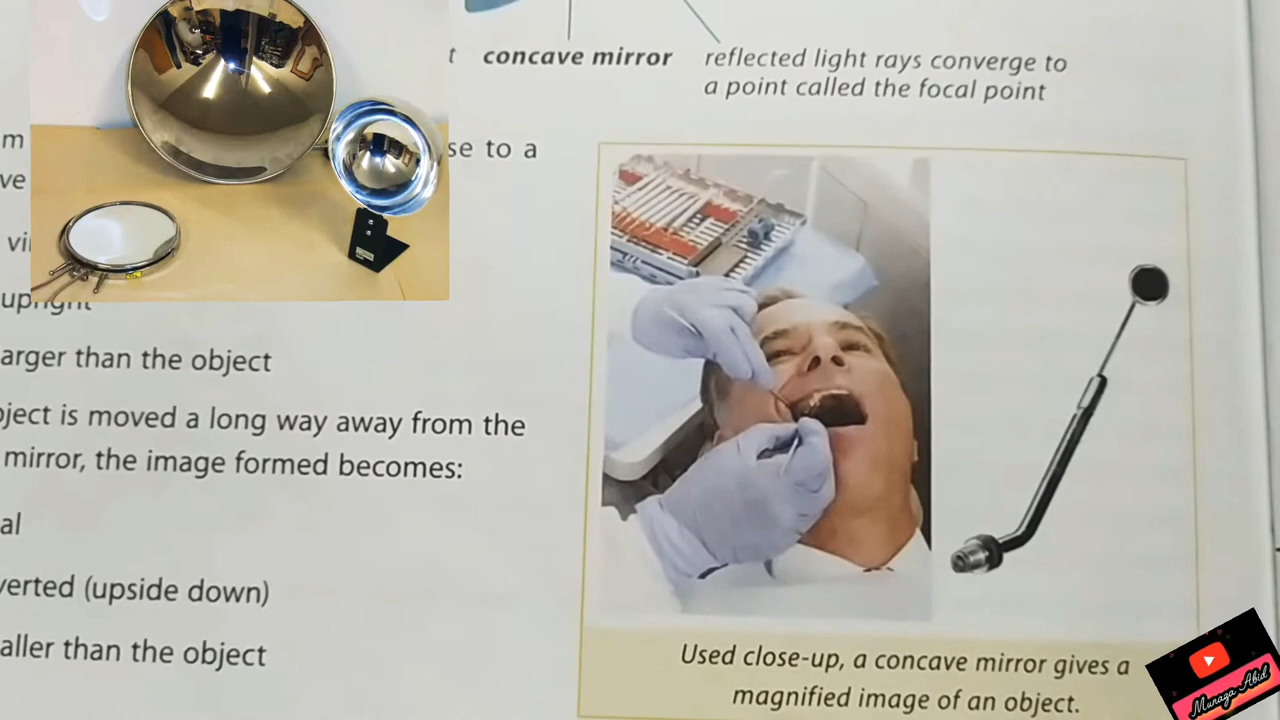 t concave mirror
reflected light rays converge to
a point called the focal point
m
se to a
ve
vi
upright
arger than the object
ject is moved a long way away from the
mirror, the image formed becomes:
al
verted (upside down)
aller than the object
Used close-up, a concave mirror gives a
magnified image of an object.
Munaza Abid